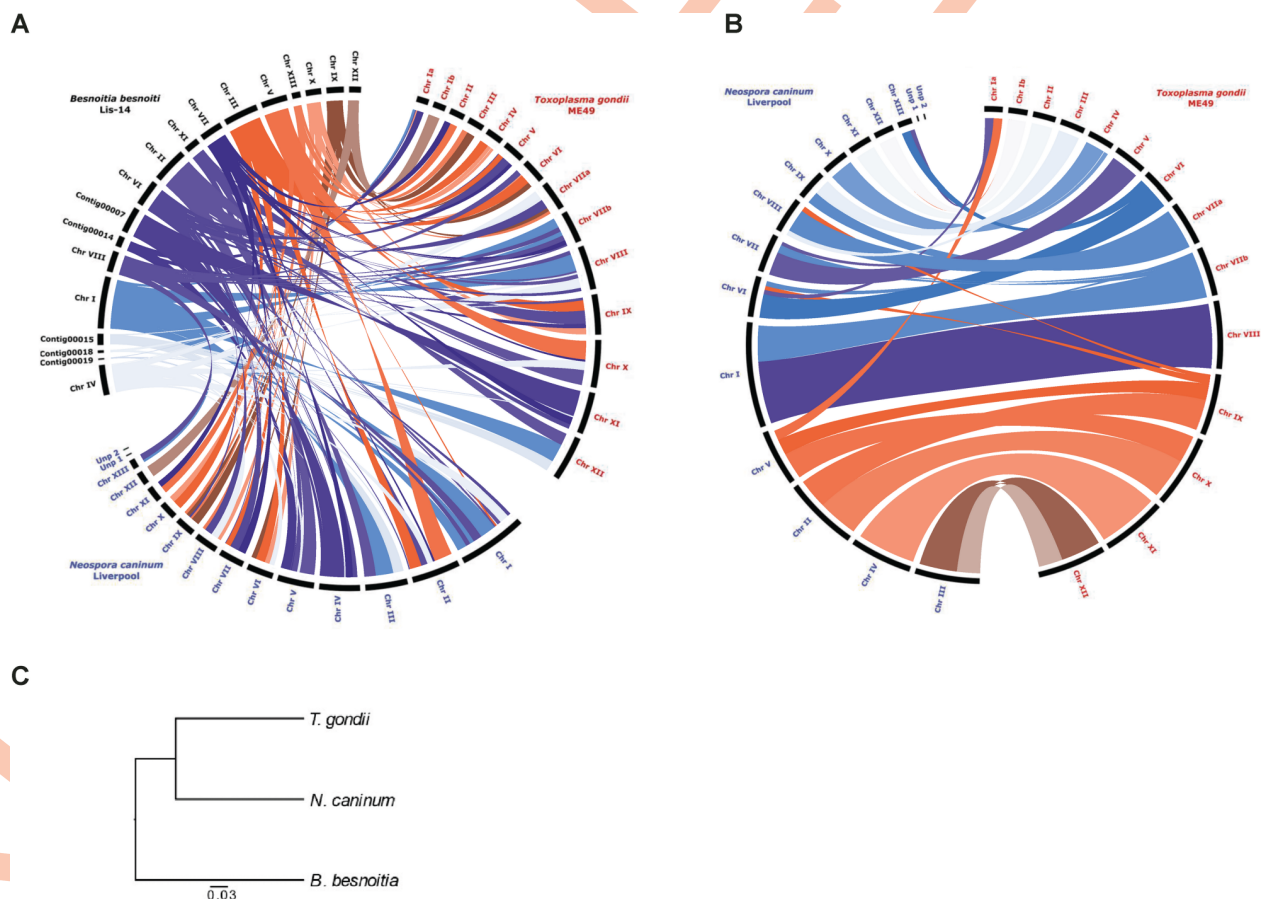 A
Besnoitia besnoiti
Lis-14
Chr XII
Chr IX
Chr X
Chr XIII
Chr V
Chr III
Chr VII
Chr XI
Chr II
Chr VI
Contig00007
Contig00014
Chr VIII
Chr I
Contig00015
Contig00018
Contig00019
Chr IV
Toxoplasma gondii
ME49
Chr Ia
Chr Ib
Chr II
Chr III
Chr IV
Chr V
Chr VI
Chr VIIa
Chr VIIb
Chr VIII
Chr IX
Chr X
Chr XI
Chr XII
Neospora caninum
Liverpool
Unp 2
Unp 1
Chr XIII
Chr XII
Chr XI
Chr X
Chr IX
Chr VIII
Chr VII
Chr VI
Chr V
Chr IV
Chr III
Chr II
Chr I
B
Neospora caninum
Liverpool
Unp 2
Unp 1
Chr XIII
Chr XII
Chr XI
Chr X
Chr IX
Chr VIII
Chr VII
Chr VI
Chr I
Chr V
Chr II
Chr IV
Chr III
Toxoplasma gondii
ME49
Chr Ia
Chr Ib
Chr II
Chr III
Chr IV
Chr V
Chr VI
Chr VIIa
Chr VIIb
Chr VIII
Chr IX
Chr X
Chr XI
Chr XII
C
T. gondii
N. caninum
B. besnoitia
0.03